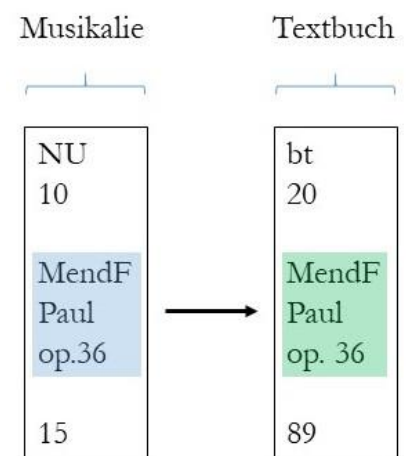 Musikalie
Textbuch
NU
10
MendF
Paul
op.36
15
bt
20
MendF
Paul
op. 36
89